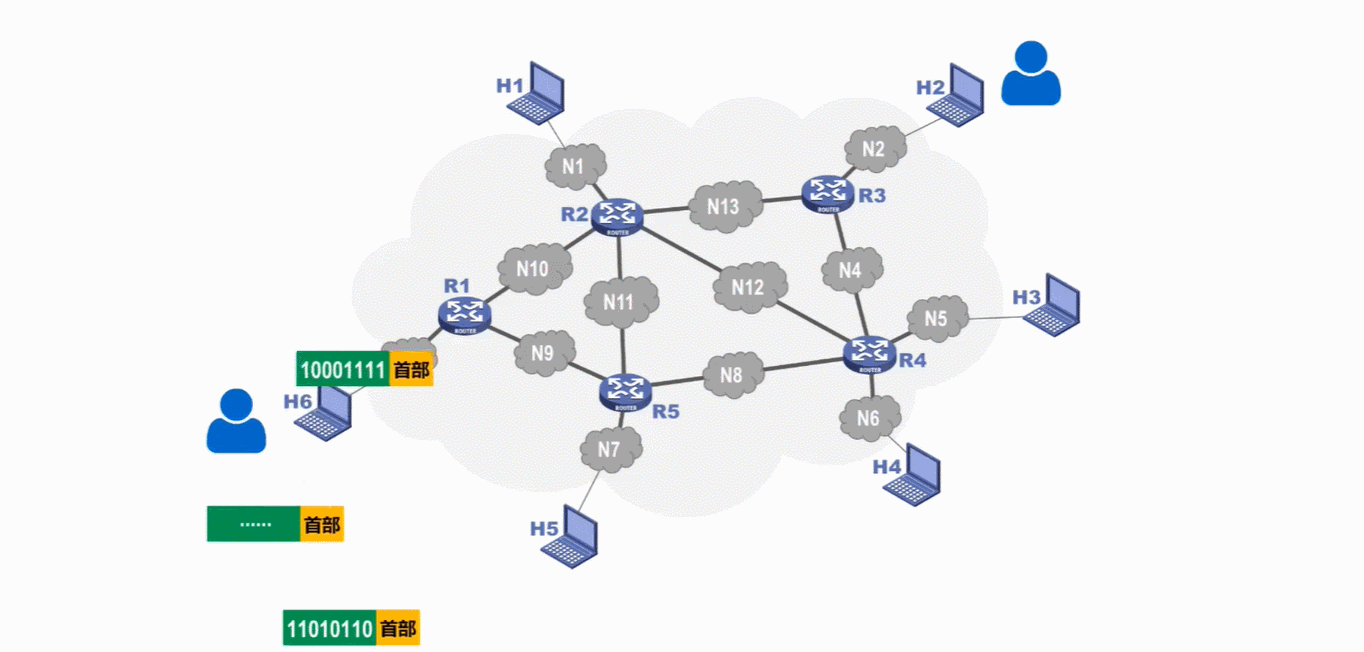 H1
H2
N1
N2
R2
N13
R3
ROUTER
ROUTER
N10
N4
R1
N11
N12
H3
N5
ROUTER
N9
R4
ROUTER
10001111 首部
N8
H6
R5
ROUTER
N6
N7
H4
······ 首部
H5
11010110 首部